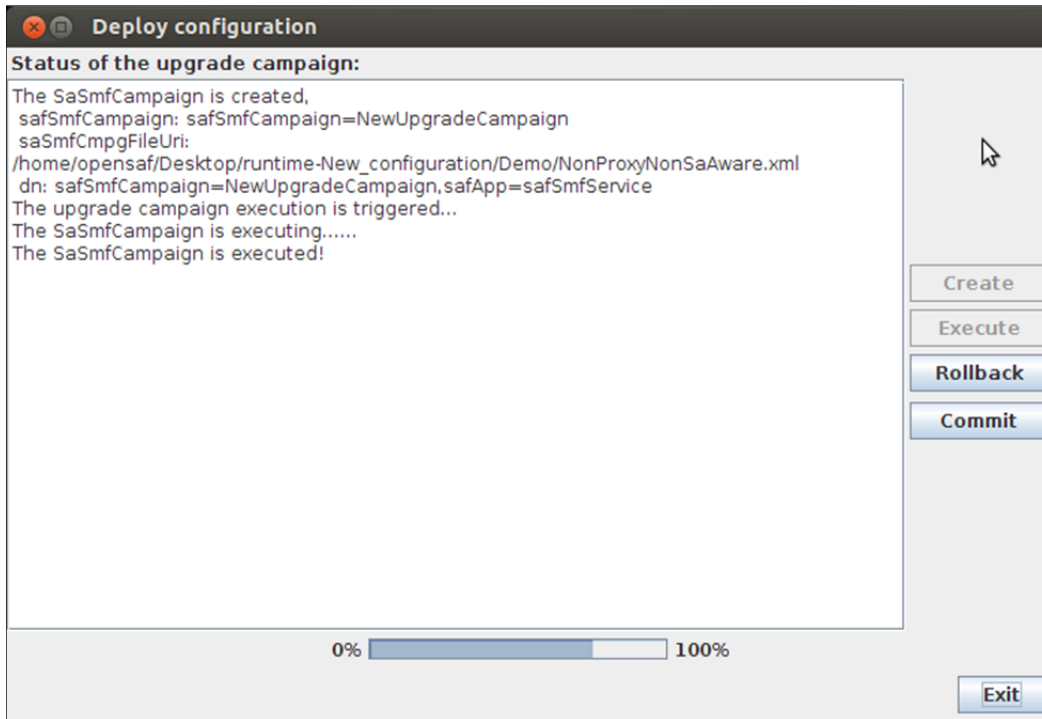 Deploy configuration
Status of the upgrade campaign:
The SaSmfCampaign is created,
safSmfCampaign: safSmfCampaign=NewUpgradeCampaign
saSmfCmpgFileUri:
/home/opensaf/Desktop/runtime-New_configuration/Demo/NonProxyNonSaAware.xml
dn: safSmfCampaign=NewUpgradeCampaign,safApp=safSmfService
The upgrade campaign execution is triggered...
The SaSmfCampaign is executing......
The SaSmfCampaign is executed!
Create
Execute
Rollback
Commit
0% 100%
Exit